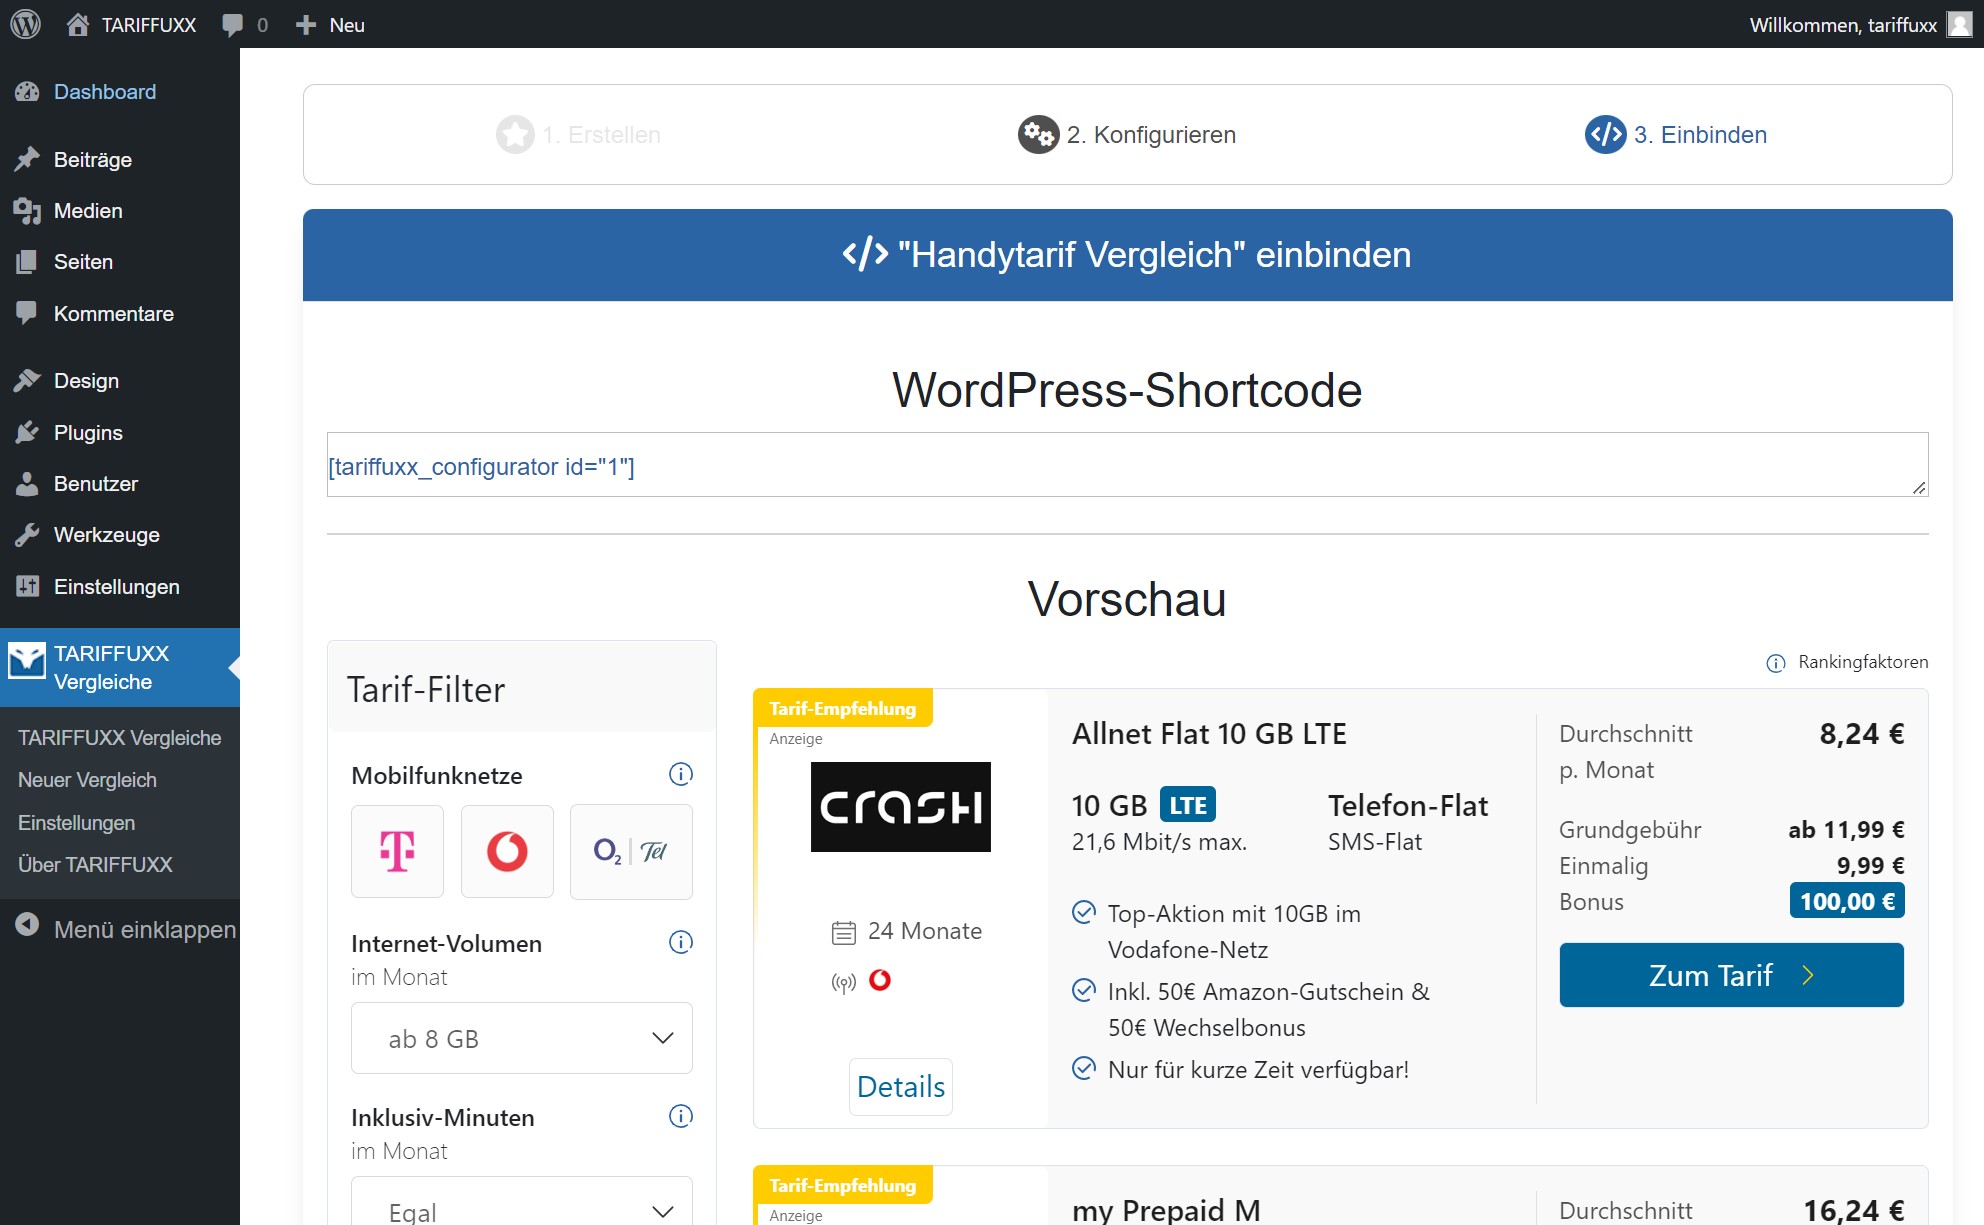 TARIFFUXX
0
Neu
Willkommen, tariffuxx
Dashboard
Beiträge
Medien
Seiten
Kommentare
Design
Plugins
Benutzer
Werkzeuge
Einstellungen
TARIFFUXX
Vergleiche
TARIFFUXX Vergleiche
Neuer Vergleich
Einstellungen
Über TARIFFUXX
Menü einklappen
1. Erstellen
2. Konfigurieren
3. Einbinden
</> "Handytarif Vergleich" einbinden
WordPress-Shortcode
[tariffuxx_configurator id="1"]
Vorschau
Tarif-Filter
Mobilfunknetze
T
O2 | Tel
Internet-Volumen
im Monat
ab 8 GB
Inklusiv-Minuten
im Monat
Egal
Rankingfaktoren
Tarif-Empfehlung
Anzeige
crash
24 Monate
Details
Allnet Flat 10 GB LTE
10 GB LTE
21,6 Mbit/s max.
Telefon-Flat
SMS-Flat
Top-Aktion mit 10GB im
Vodafone-Netz
Inkl. 50€ Amazon-Gutschein &
50€ Wechselbonus
Nur für kurze Zeit verfügbar!
Durchschnitt 8,24 €
p. Monat
Grundgebühr ab 11,99 €
Einmalig 9,99 €
Bonus 100,00 €
Zum Tarif
Tarif-Empfehlung
Anzeige
my Prepaid M
Durchschnitt 16,24 €